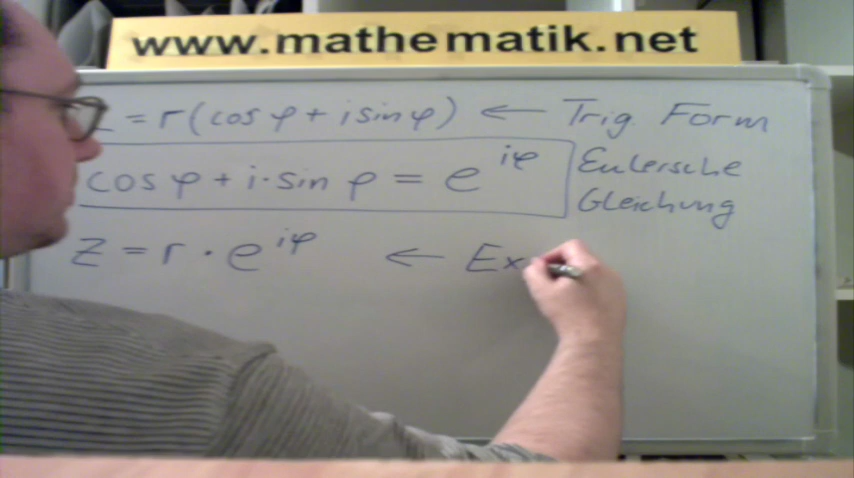 www.mathematik.net
= r(cos φ + i sin φ) ← Trig. Form
cos φ + i · sin φ = e^{iφ}
Eulersche
Gleichung
z = r · e^{iφ} ← Ex